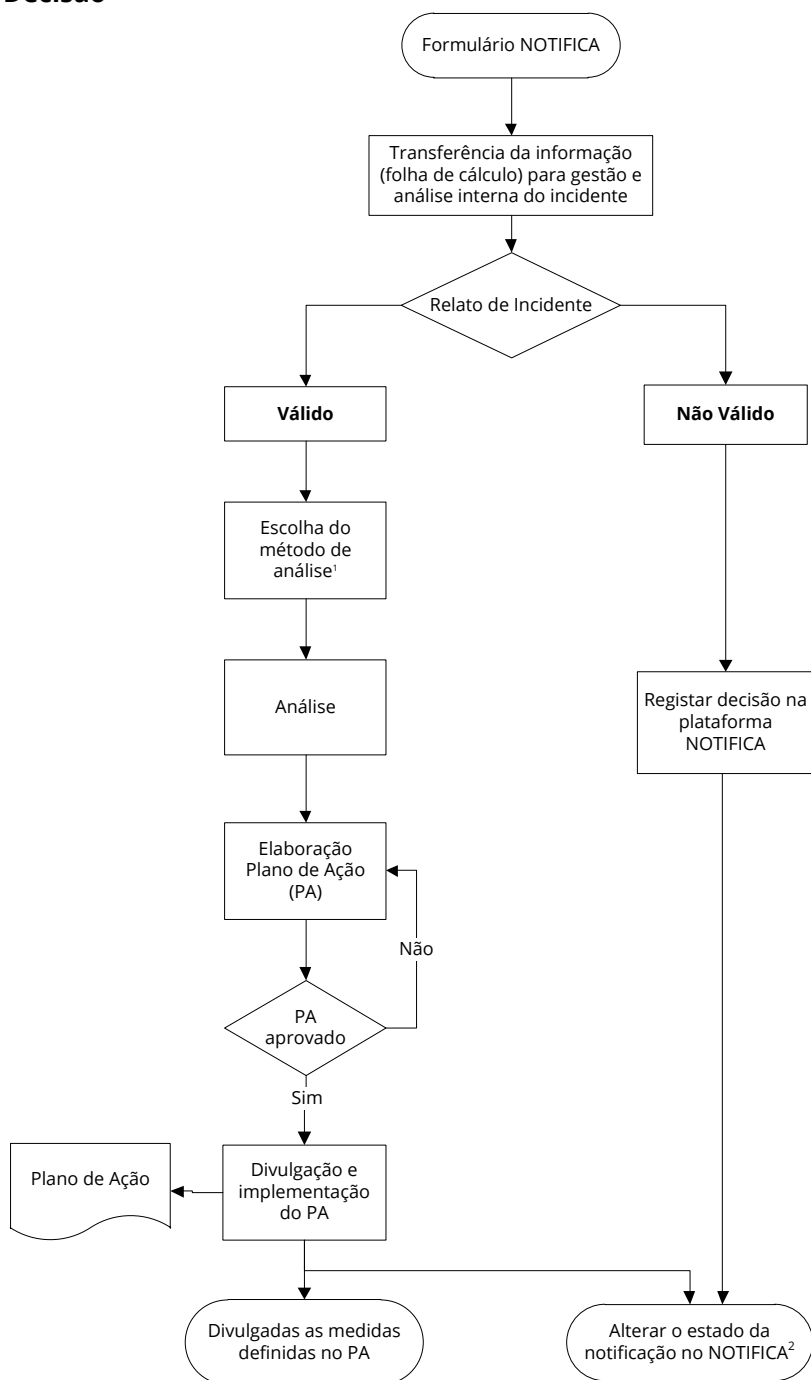 Decisão
Formulário NOTIFICA
Transferência da informação
(folha de cálculo) para gestão e
análise interna do incidente
Relato de Incidente
Válido
Não Válido
Escolha do
método de
análise¹
Análise
Registar decisão na
plataforma
NOTIFICA
Elaboração
Plano de Ação
(PA)
Não
PA
aprovado
Sim
Plano de Ação
Divulgação e
implementação
do PA
Divulgadas as medidas
definidas no PA
Alterar o estado da
notificação no NOTIFICA²